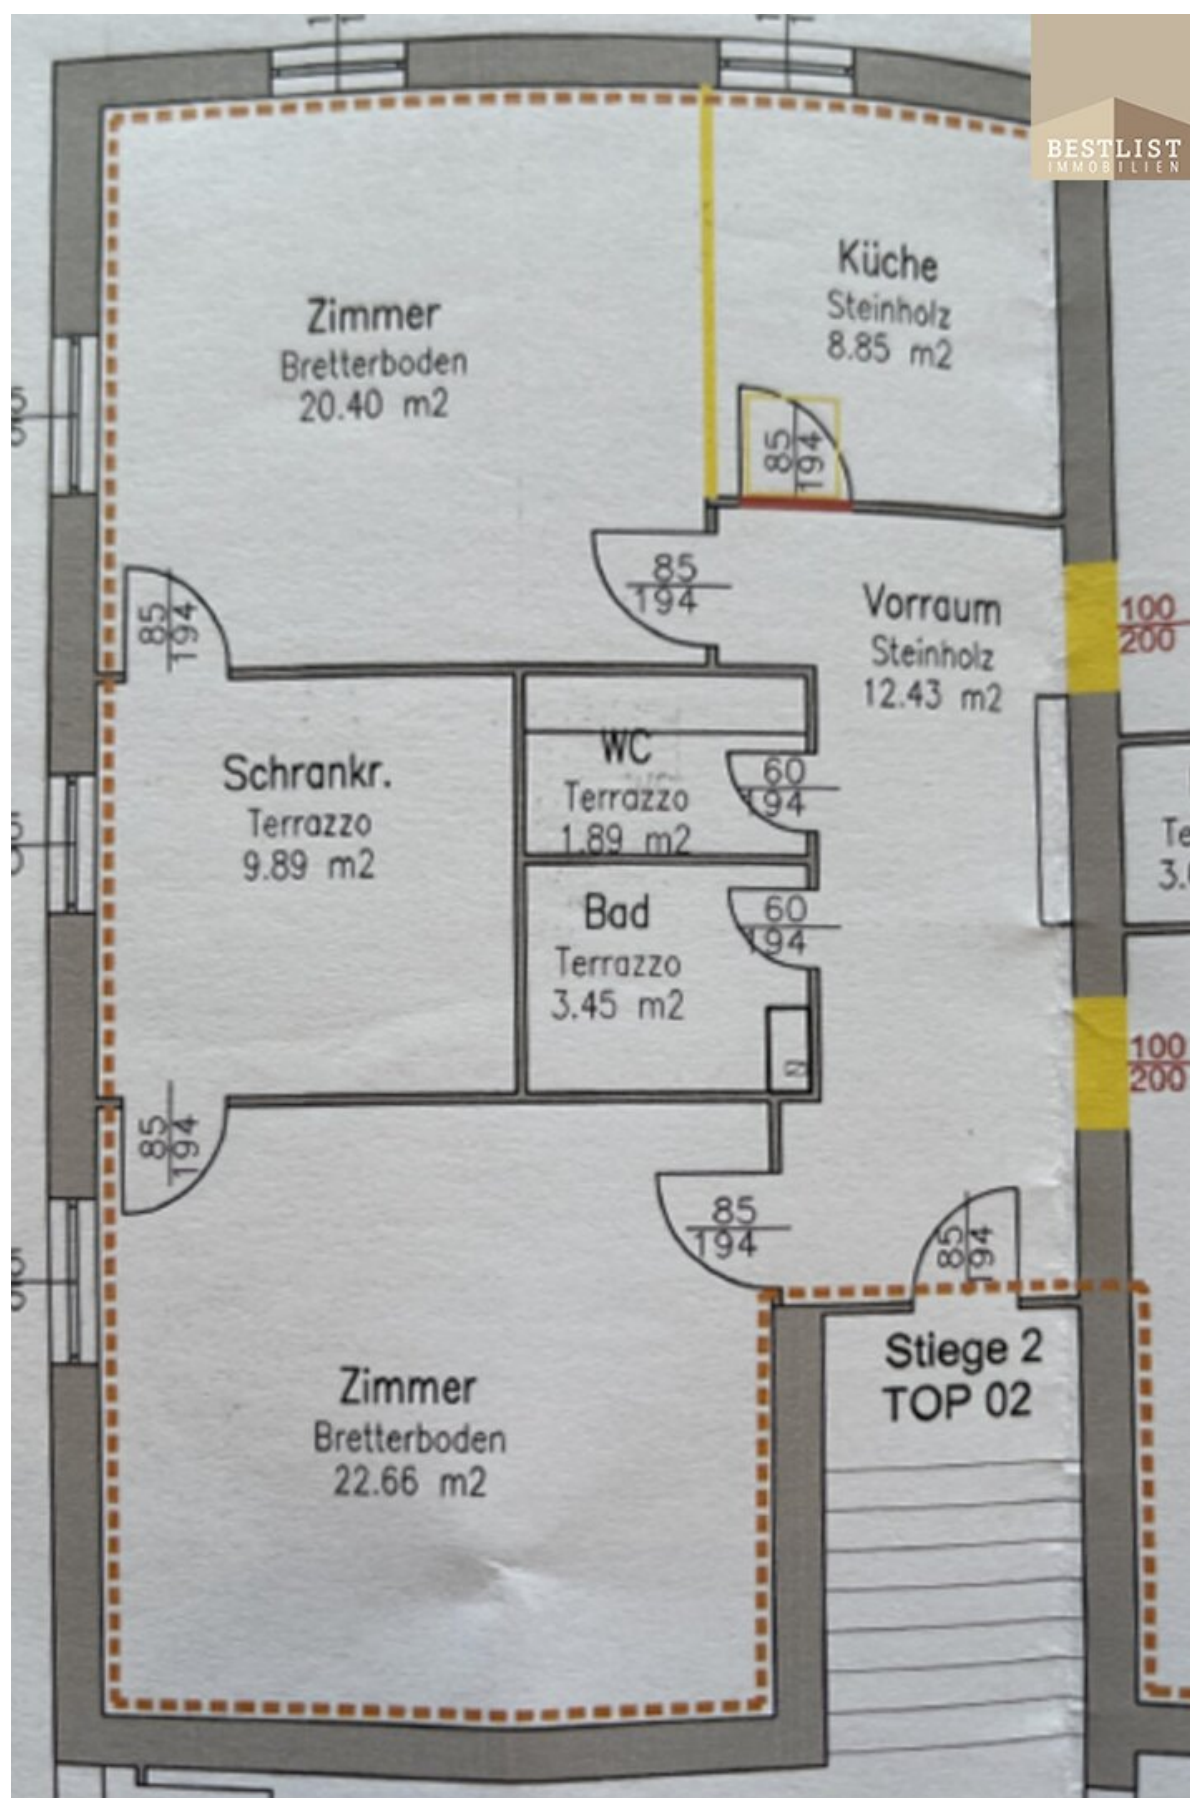 BESTLIST
IMMOBILIEN
Küche
Steinholz
8.85 m2
Zimmer
Bretterboden
20.40 m2
85
194
85
194
85
194
Vorraum
Steinholz
12.43 m2
100
200
WC
Terrazzo
1.89 m2
60
194
Schrankr.
Terrazzo
9.89 m2
Bad
Terrazzo
3.45 m2
60
194
100
200
85
194
85
194
85
194
Stiege 2
TOP 02
Zimmer
Bretterboden
22.66 m2